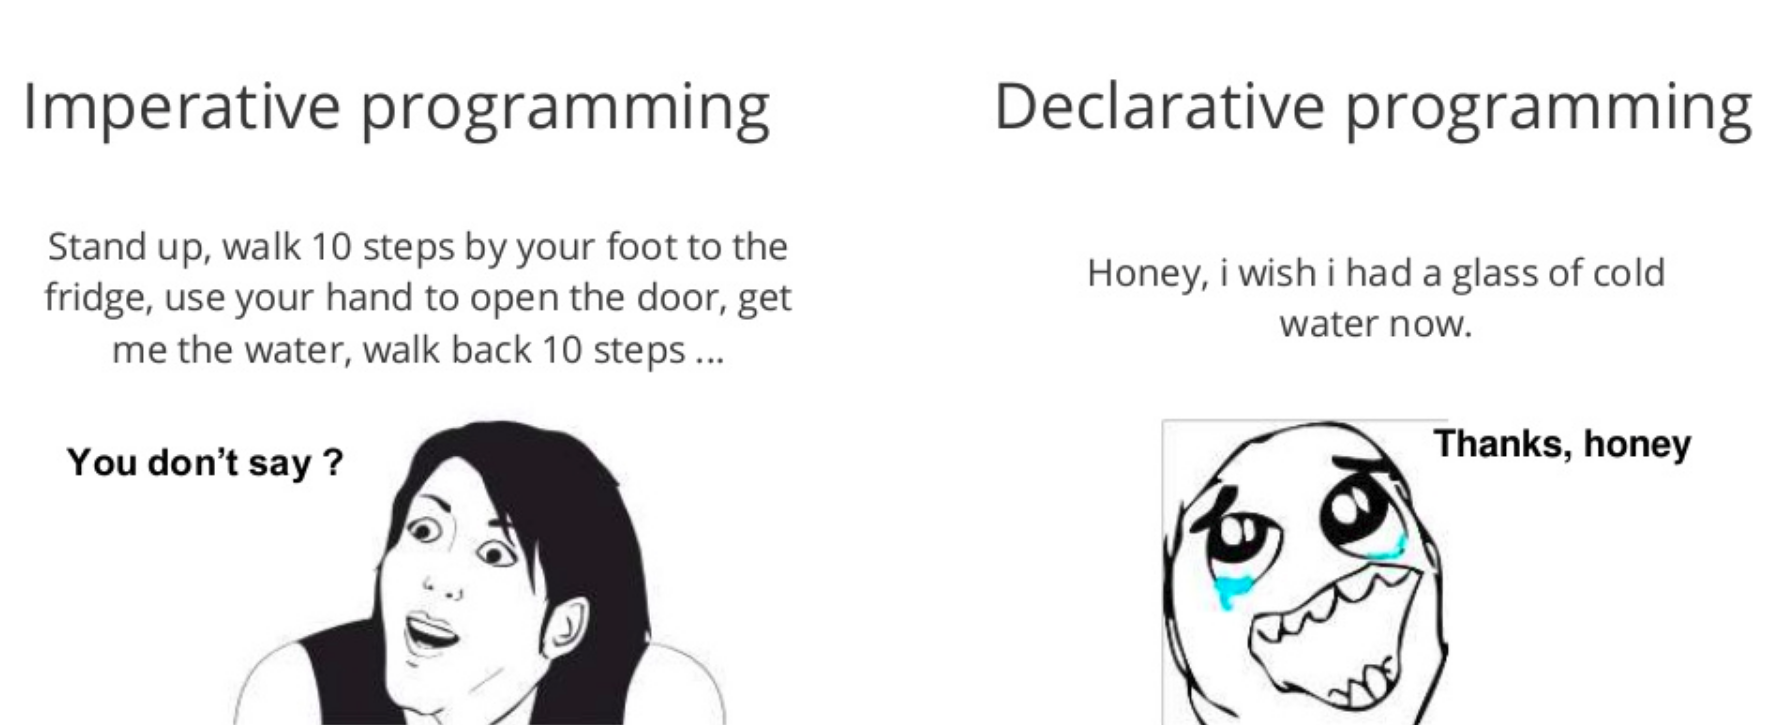 Imperative programming
Stand up, walk 10 steps by your foot to the
fridge, use your hand to open the door, get
me the water, walk back 10 steps ...
You don’t say ?
Declarative programming
Honey, i wish i had a glass of cold
water now.
Thanks, honey